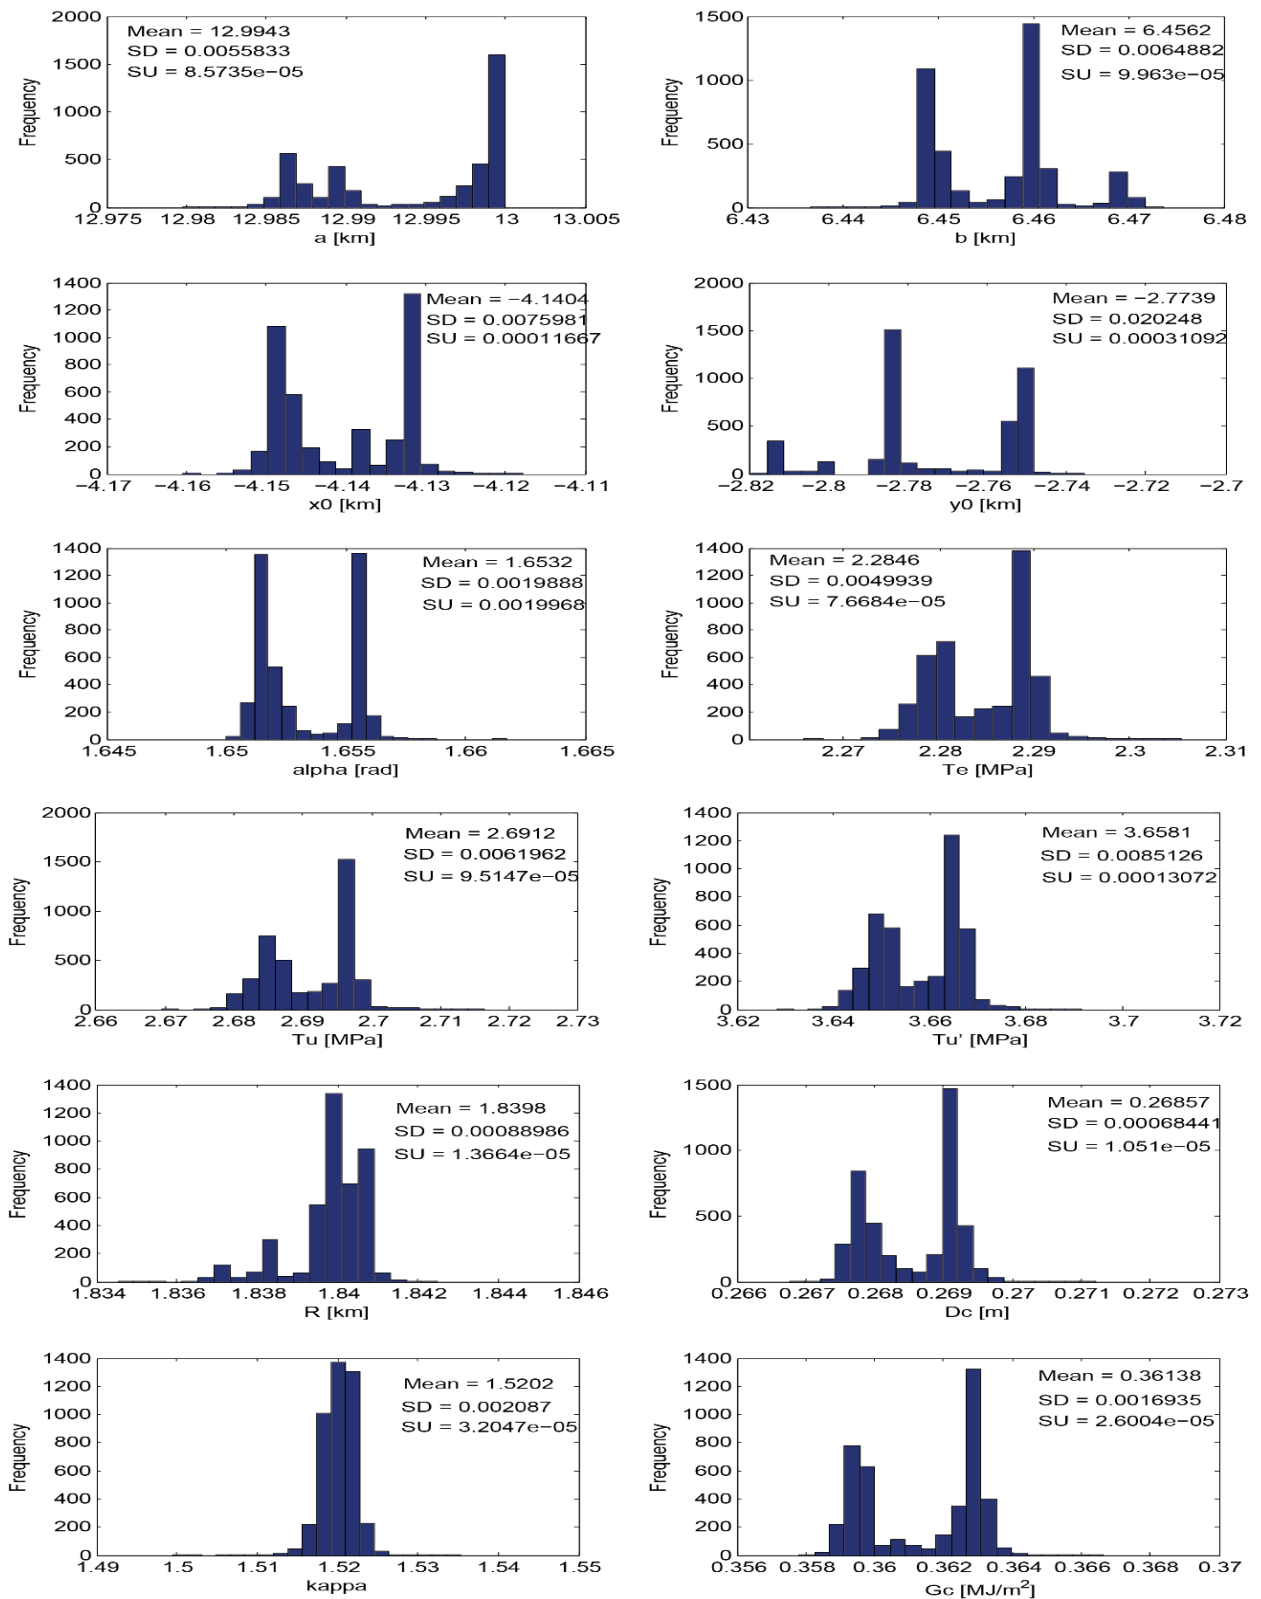 2000
1500
1000
500
0
Frequency
Mean = 12.9943
SD = 0.0055833
SU = 8.5735e−05
12.975 12.98 12.985 12.99 12.995 13 13.005
a [km]
1500
1000
500
0
Frequency
Mean = 6.4562
SD = 0.0064882
SU = 9.963e−05
6.43 6.44 6.45 6.46 6.47 6.48
b [km]
1400
1200
1000
800
600
400
200
0
Frequency
Mean = −4.1404
SD = 0.0075981
SU = 0.00011667
−4.17 −4.16 −4.15 −4.14 −4.13 −4.12 −4.11
x0 [km]
2000
1500
1000
500
0
Frequency
Mean = −2.7739
SD = 0.020248
SU = 0.00031092
−2.82 −2.8 −2.78 −2.76 −2.74 −2.72 −2.7
y0 [km]
1400
1200
1000
800
600
400
200
0
Frequency
Mean = 1.6532
SD = 0.0019888
SU = 0.0019968
1.645 1.65 1.655 1.66 1.665
alpha [rad]
1400
1200
1000
800
600
400
200
0
Frequency
Mean = 2.2846
SD = 0.0049939
SU = 7.6684e−05
2.27 2.28 2.29 2.3 2.31
Te [MPa]
2000
1500
1000
500
0
Frequency
Mean = 2.6912
SD = 0.0061962
SU = 9.5147e−05
2.66 2.67 2.68 2.69 2.7 2.71 2.72 2.73
Tu [MPa]
1400
1200
1000
800
600
400
200
0
Frequency
Mean = 3.6581
SD = 0.0085126
SU = 0.00013072
3.62 3.64 3.66 3.68 3.7 3.72
Tu' [MPa]
1400
1200
1000
800
600
400
200
0
Frequency
Mean = 1.8398
SD = 0.00088986
SU = 1.3664e−05
1.834 1.836 1.838 1.84 1.842 1.844 1.846
R [km]
1500
1000
500
0
Frequency
Mean = 0.26857
SD = 0.00068441
SU = 1.051e−05
0.266 0.267 0.268 0.269 0.27 0.271 0.272 0.273
Dc [m]
1400
1200
1000
800
600
400
200
0
Frequency
Mean = 1.5202
SD = 0.002087
SU = 3.2047e−05
1.49 1.5 1.51 1.52 1.53 1.54 1.55
kappa
1400
1200
1000
800
600
400
200
0
Frequency
Mean = 0.36138
SD = 0.0016935
SU = 2.6004e−05
0.356 0.358 0.36 0.362 0.364 0.366 0.368 0.37
Gc [MJ/m²]